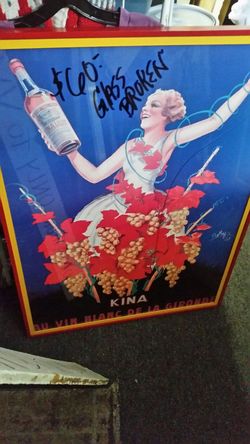 $60-
GLASS
BROKEN
KINA
AU VIN BLANC DE LA GIRONDE